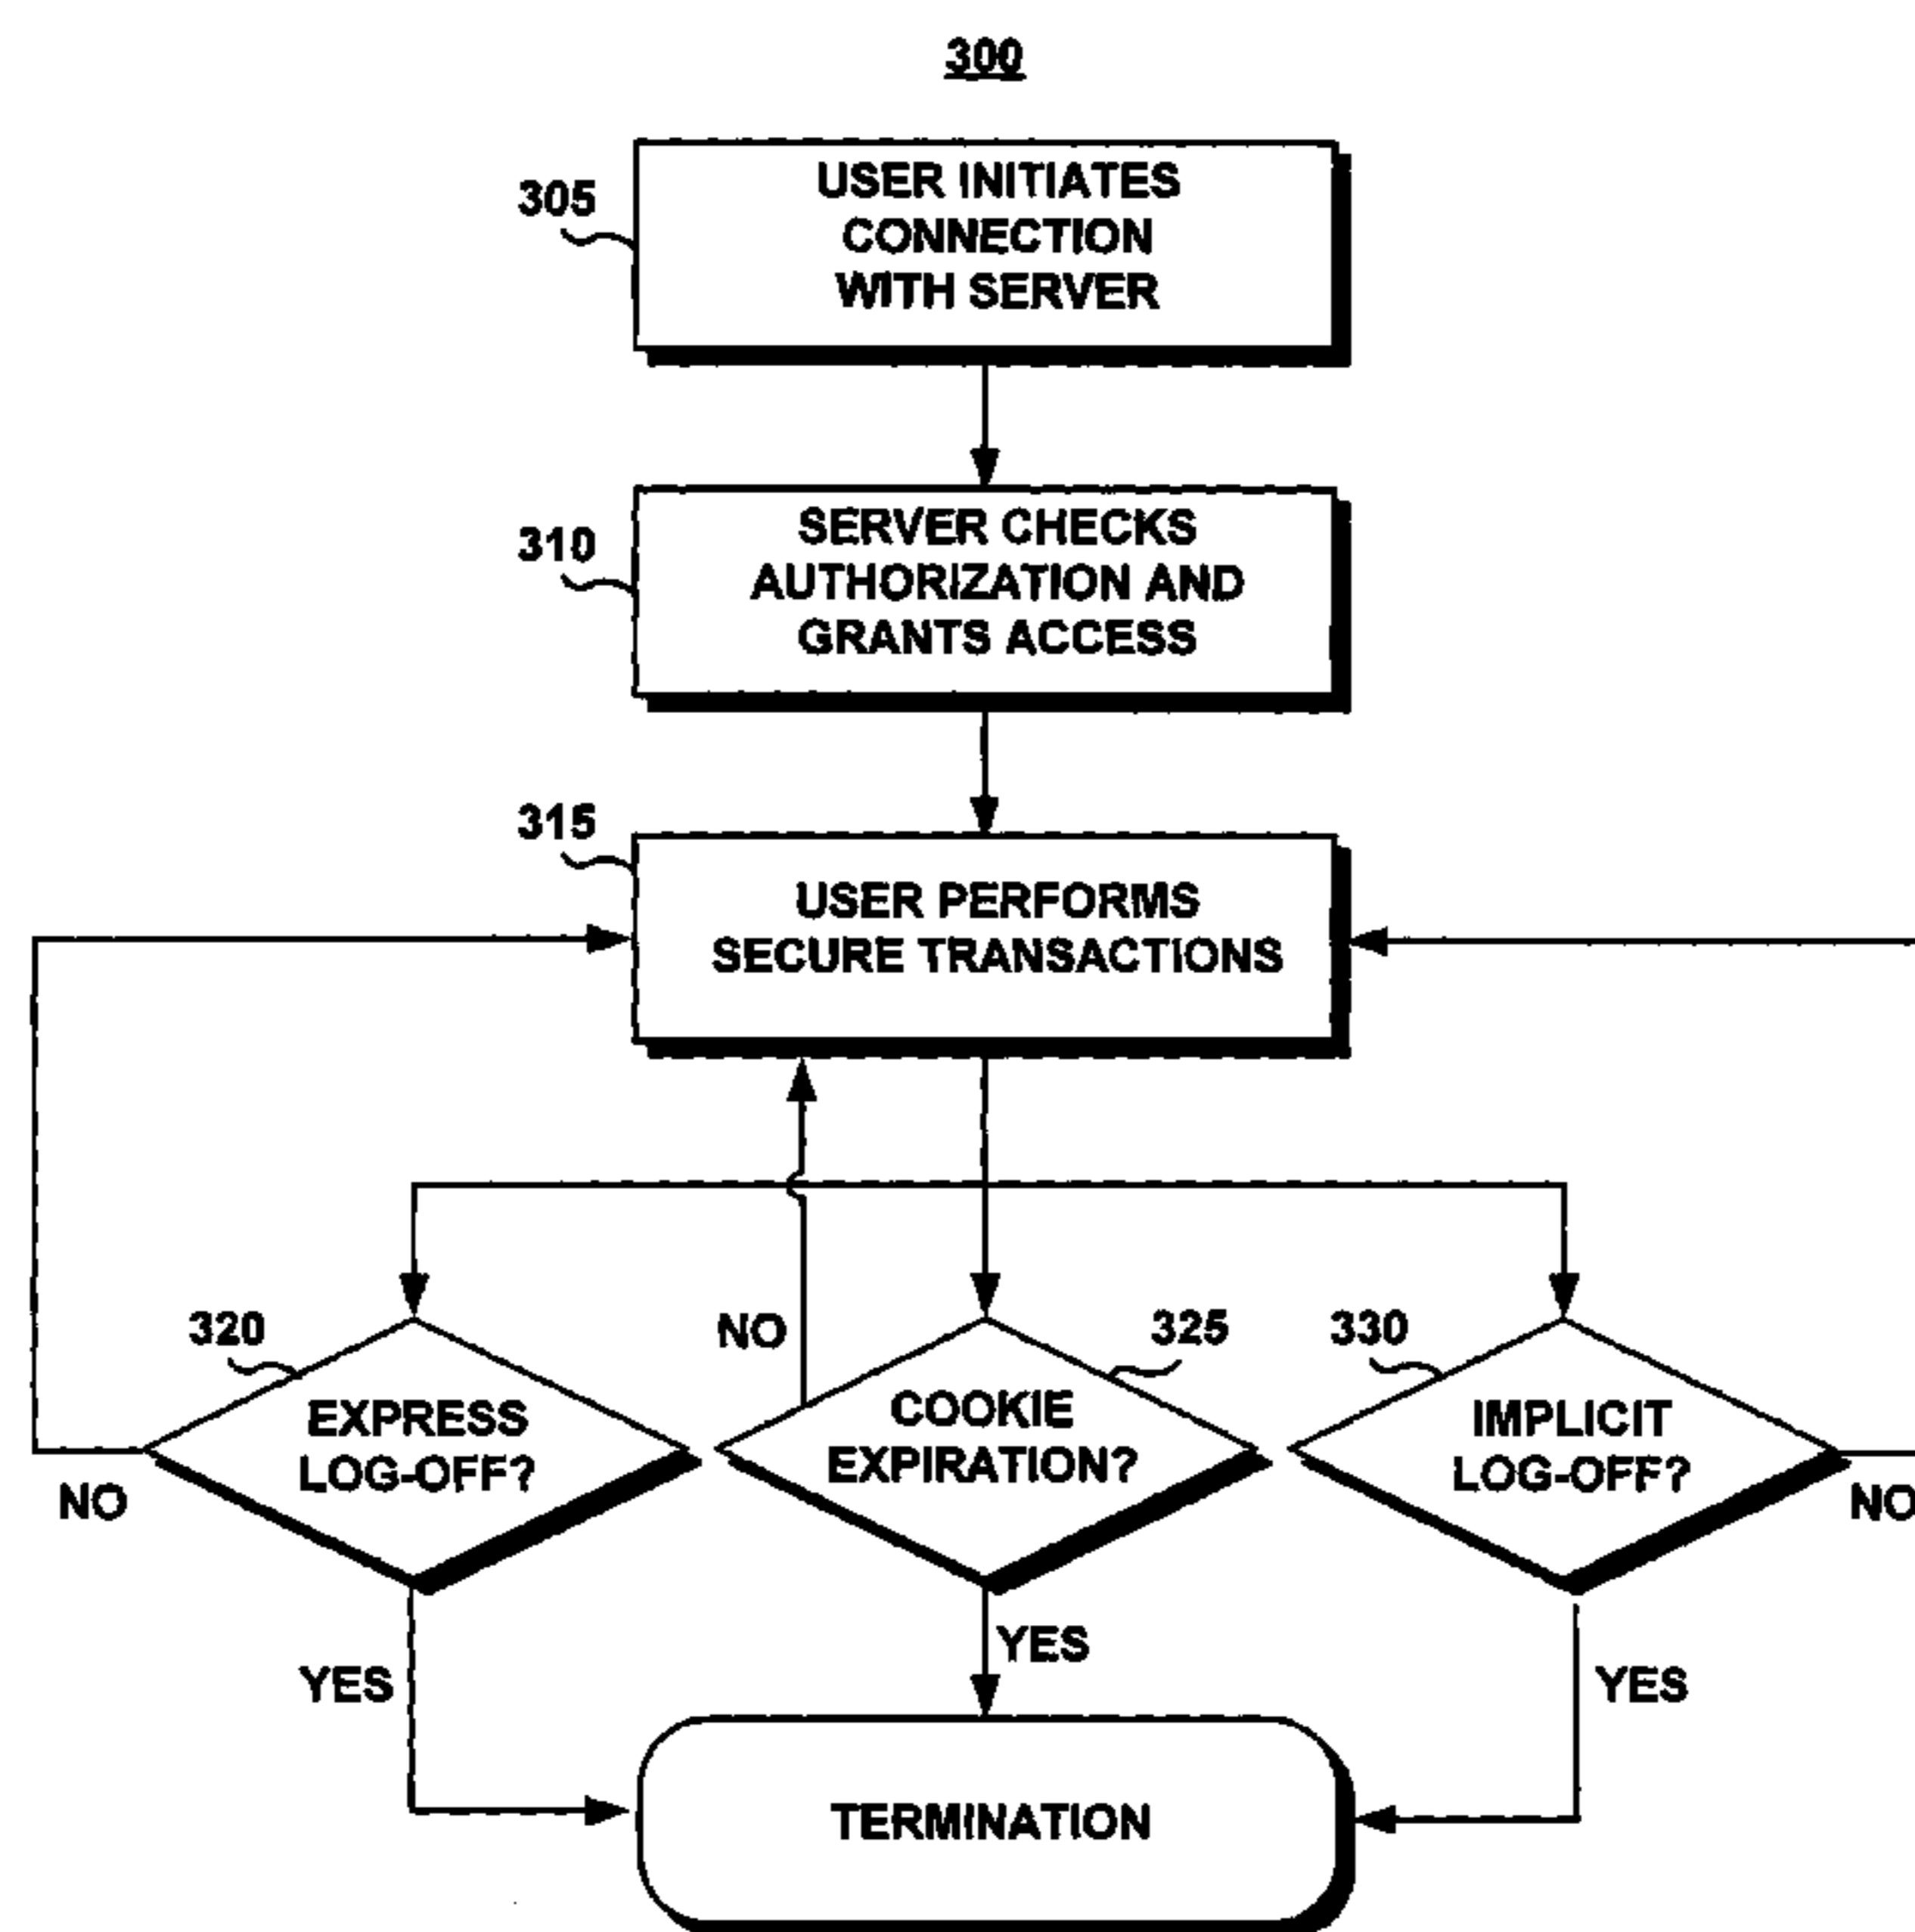 300
305
USER INITIATES
CONNECTION
WITH SERVER
310
SERVER CHECKS
AUTHORIZATION AND
GRANTS ACCESS
315
USER PERFORMS
SECURE TRANSACTIONS
320
EXPRESS
LOG-OFF?
NO
YES
NO
325
COOKIE
EXPIRATION?
YES
330
IMPLICIT
LOG-OFF?
NO
YES
TERMINATION